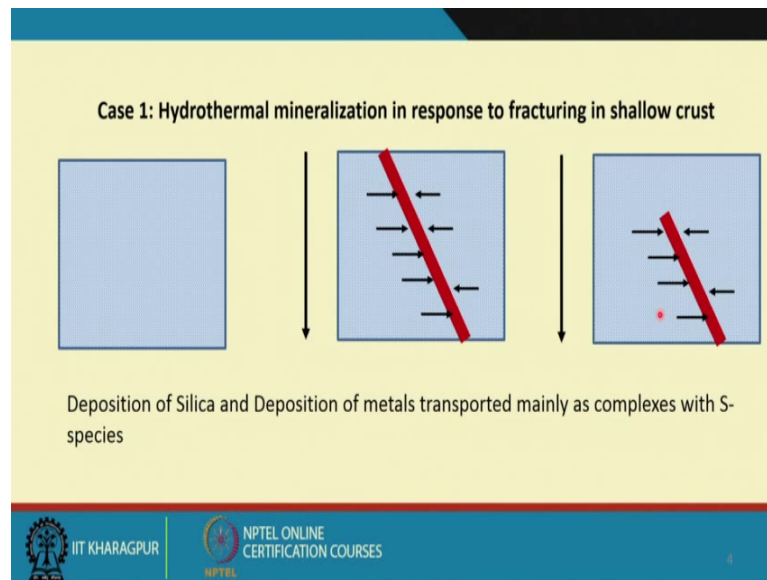 Case 1: Hydrothermal mineralization in response to fracturing in shallow crust
Deposition of Silica and Deposition of metals transported mainly as complexes with S-
species
IIT KHARAGPUR
NPTEL
NPTEL ONLINE
CERTIFICATION COURSES
4